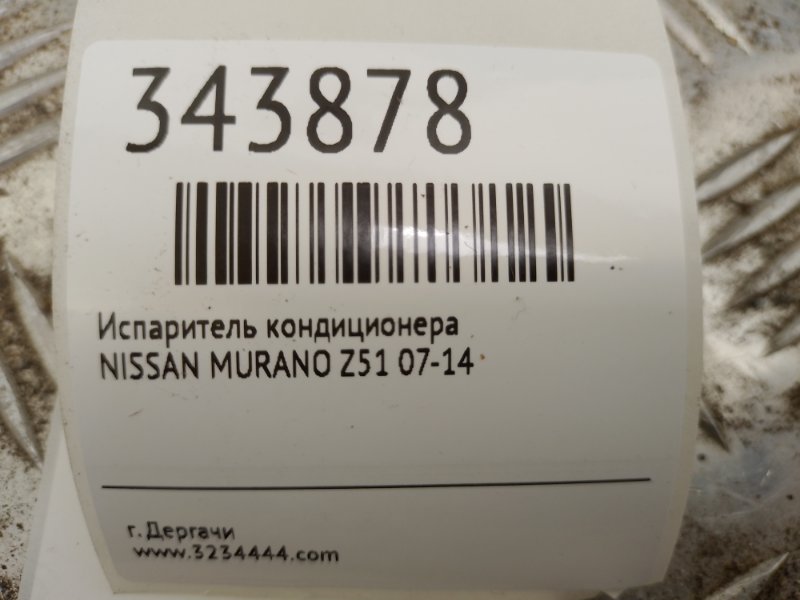 343878
Испаритель кондиционера
NISSAN MURANO Z51 07-14
г. Дергачи
www.3234444.com